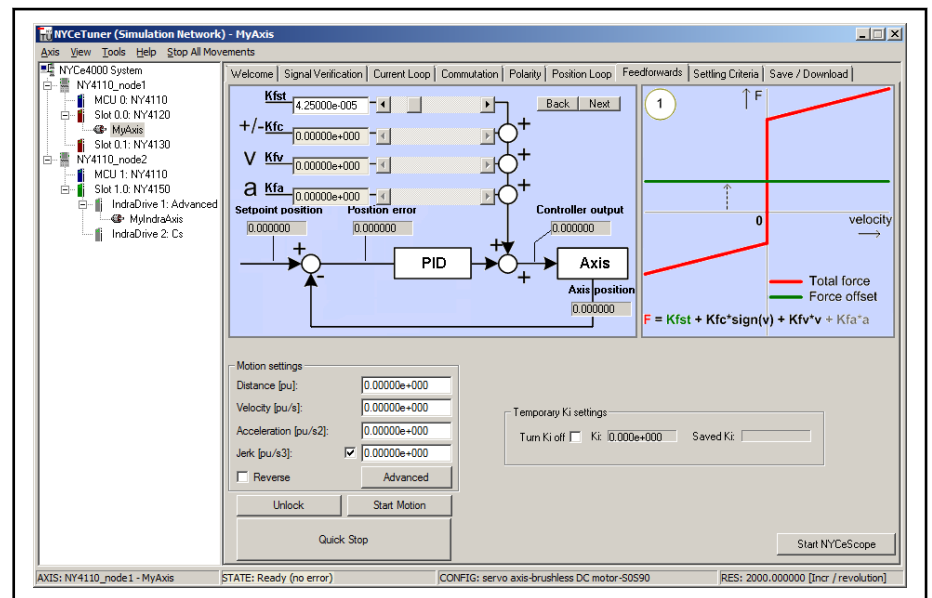 NYCeTuner (Simulation Network) - MyAxis
Axis View Tools Help Stop All Movements
NYCe4000 System
NY4110_node1
MCU 0: NY4110
Slot 0.0: NY4120
MyAxis
Slot 0.1: NY4130
NY4110_node2
MCU 1: NY4110
Slot 1.0: NY4150
IndraDrive 1: Advanced
MyIndraAxis
IndraDrive 2: Cs
Welcome Signal Verification Current Loop Commutation Polarity Position Loop Feedforwards Settling Criteria Save / Download
Kfst 4.25000e-005
Back Next
+/- Kfc 0.00000e+000
+
V Kfv 0.00000e+000
+
a Kfa 0.00000e+000
+
+
Setpoint position Position error Controller output
0.000000 0.000000 0.000000
+ - PID + + Axis
Axis position
0.000000
1
F
0 velocity
Total force
Force offset
F = Kfst + Kfc*sign(v) + Kfv*v + Kfa*a
Motion settings
Distance [pu]: 0.00000e+000
Velocity [pu/s]: 0.00000e+000
Acceleration [pu/s2]: 0.00000e+000
Jerk [pu/s3]: 0.00000e+000
Reverse Advanced
Unlock Start Motion
Quick Stop
Temporary Ki settings
Turn Ki off Ki: 0.000e+000 Saved Ki:
Start NYCeScope
AXIS: NY4110_node1 - MyAxis STATE: Ready (no error) CONFIG: servo axis-brushless DC motor-S0S90 RES: 2000.000000 [Incr / revolution]